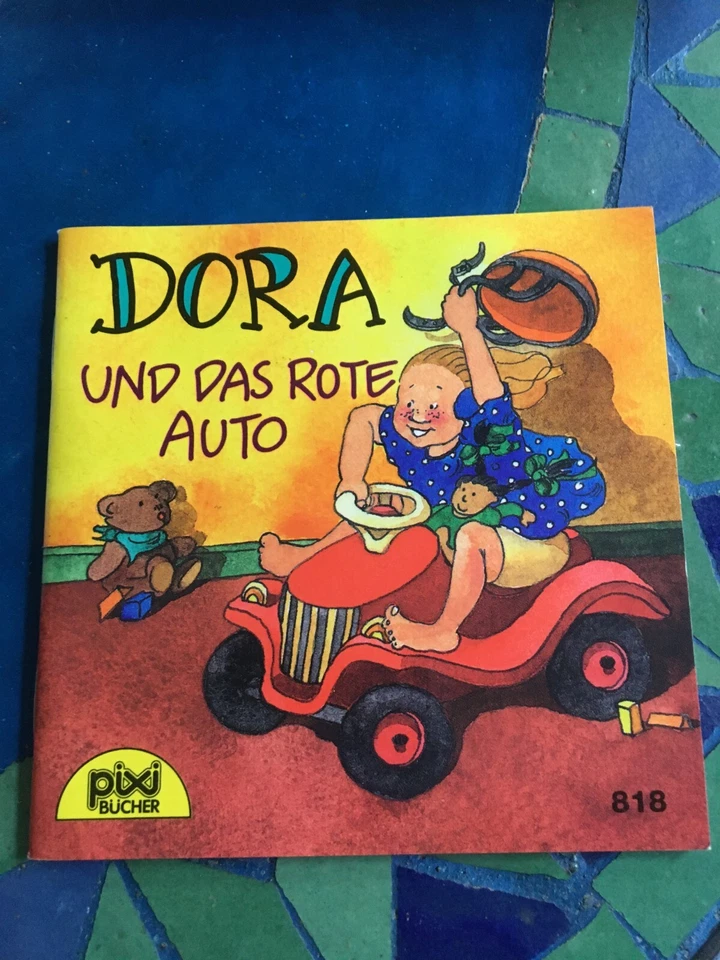 DORA
UND DAS ROTE
AUTO
pixi
BÜCHER
818